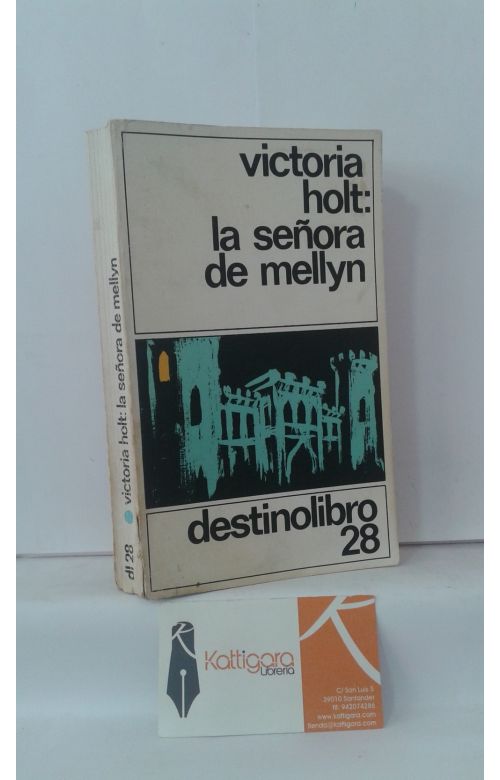 victoria
holt:
la señora
de mellyn
destinolibro
28
dl 28 victoria holt: la señora de mellyn
Kattigara
Librería
C/ San Luis 5
39010 Santander
tlf: 942074286
www.kattigara.com
tienda@kattigara.com